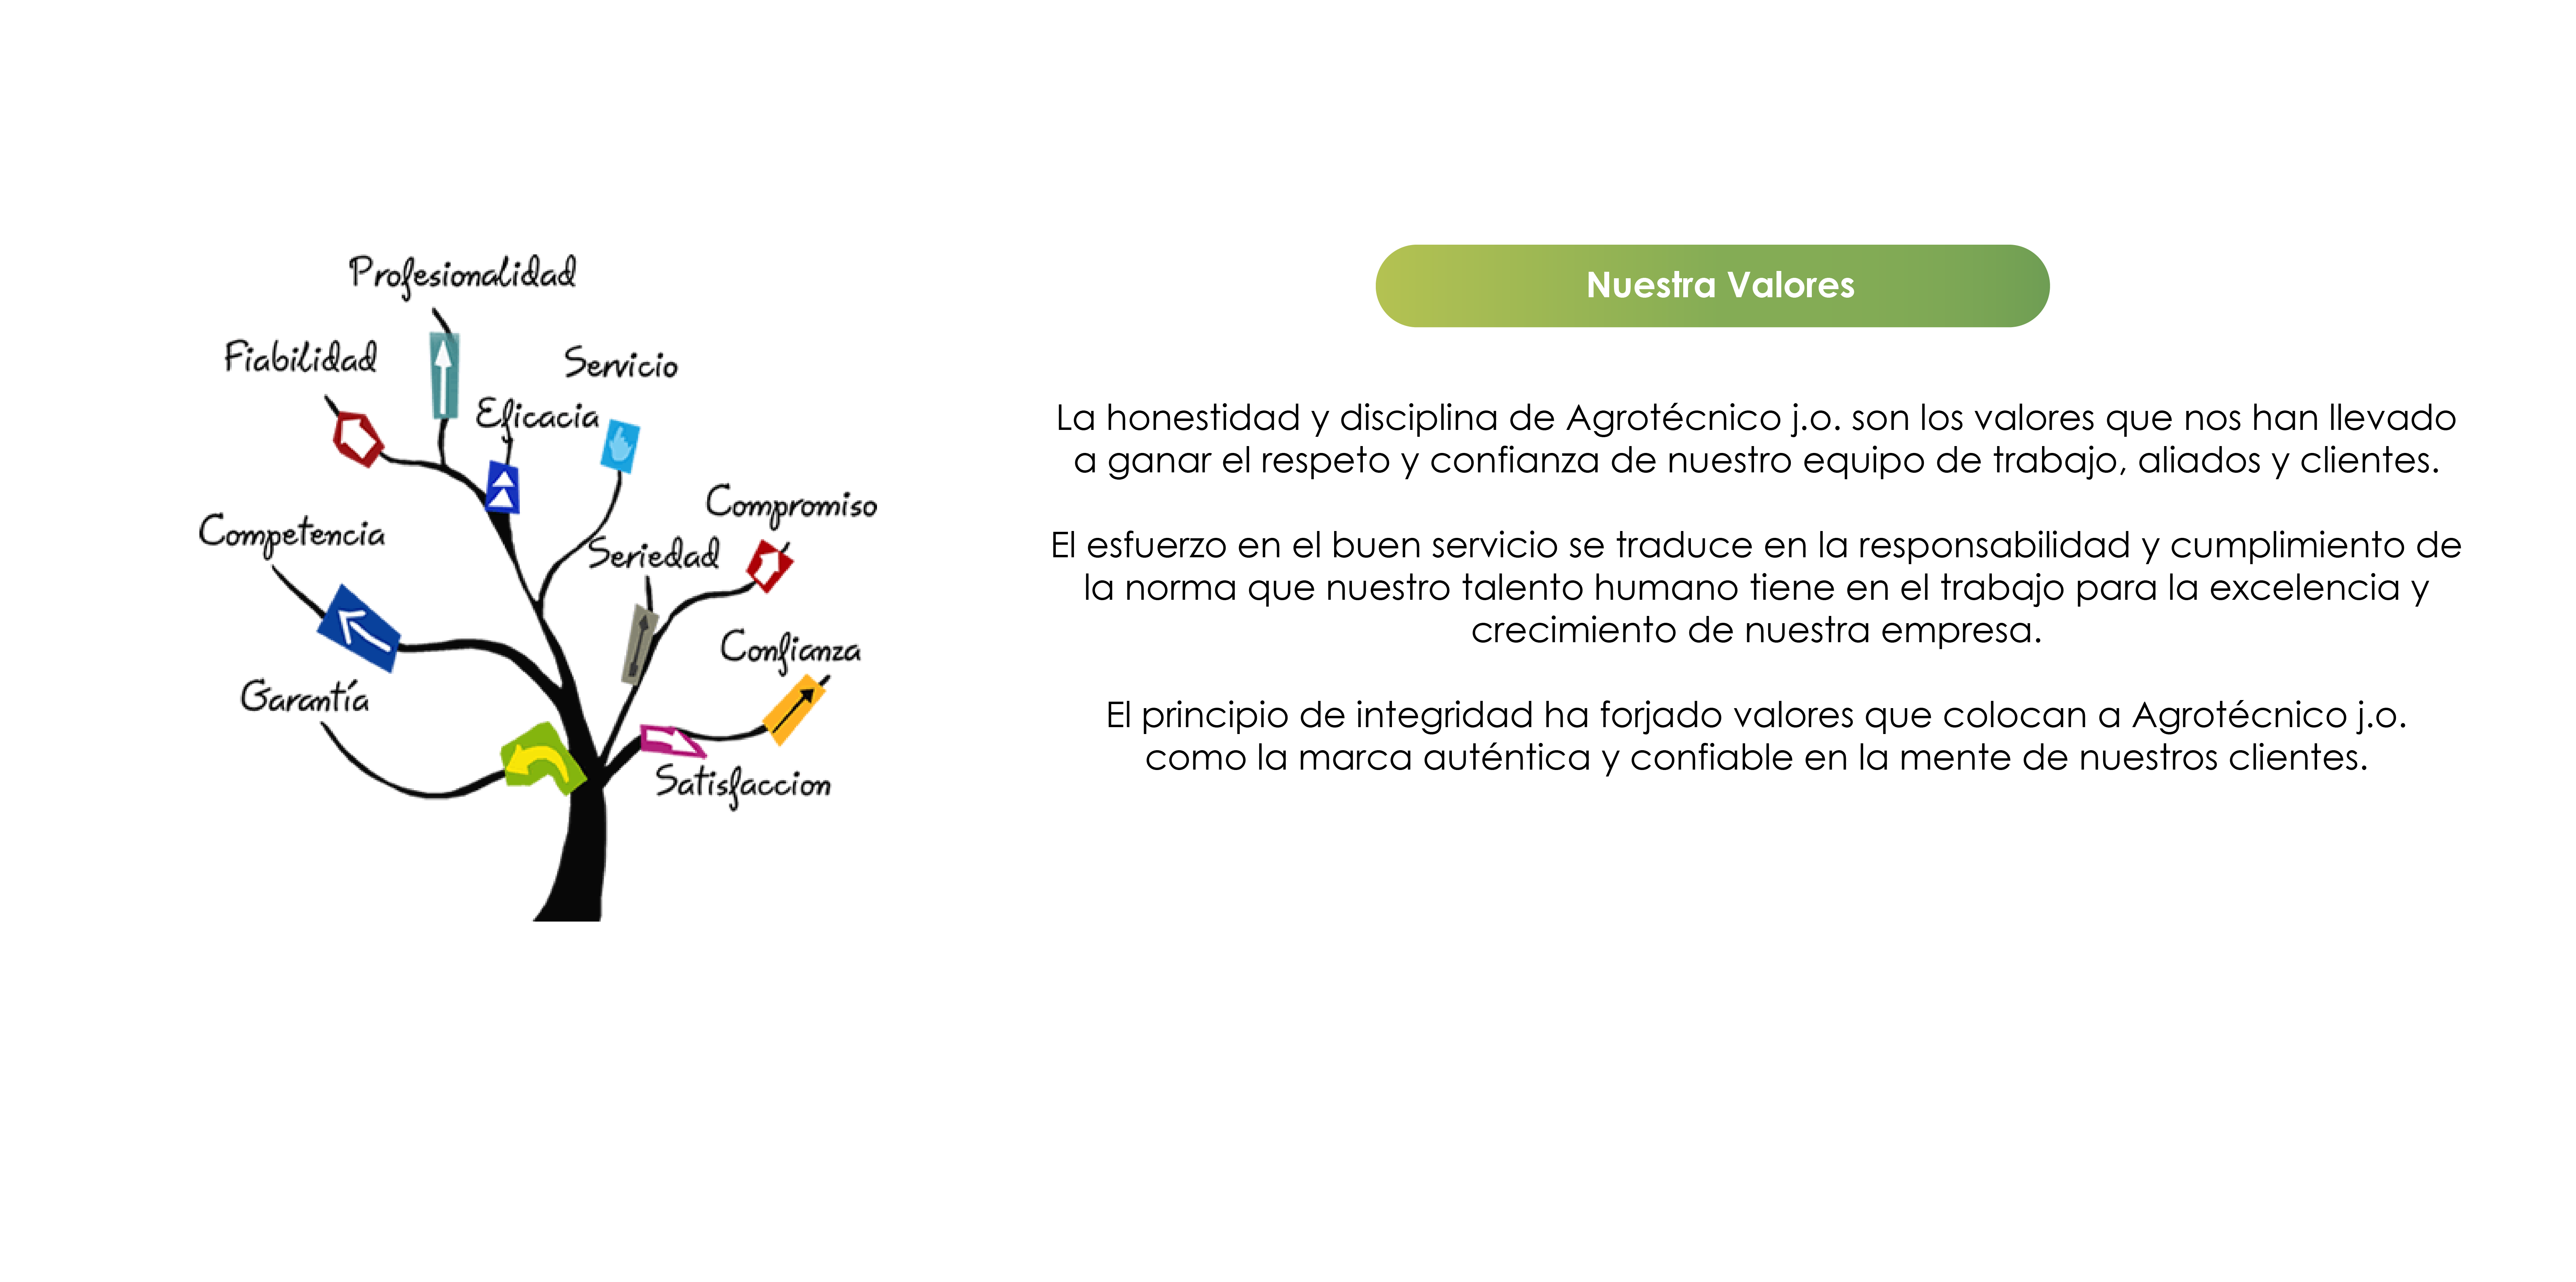 Profesionalidad
Fiabilidad
Servicio
Eficacia
Compromiso
Competencia
Seriedad
Confianza
Garantía
Satisfaccion
Nuestra Valores
La honestidad y disciplina de Agrotécnico j.o. son los valores que nos han llevado
a ganar el respeto y confianza de nuestro equipo de trabajo, aliados y clientes.
El esfuerzo en el buen servicio se traduce en la responsabilidad y cumplimiento de
la norma que nuestro talento humano tiene en el trabajo para la excelencia y
crecimiento de nuestra empresa.
El principio de integridad ha forjado valores que colocan a Agrotécnico j.o.
como la marca auténtica y confiable en la mente de nuestros clientes.